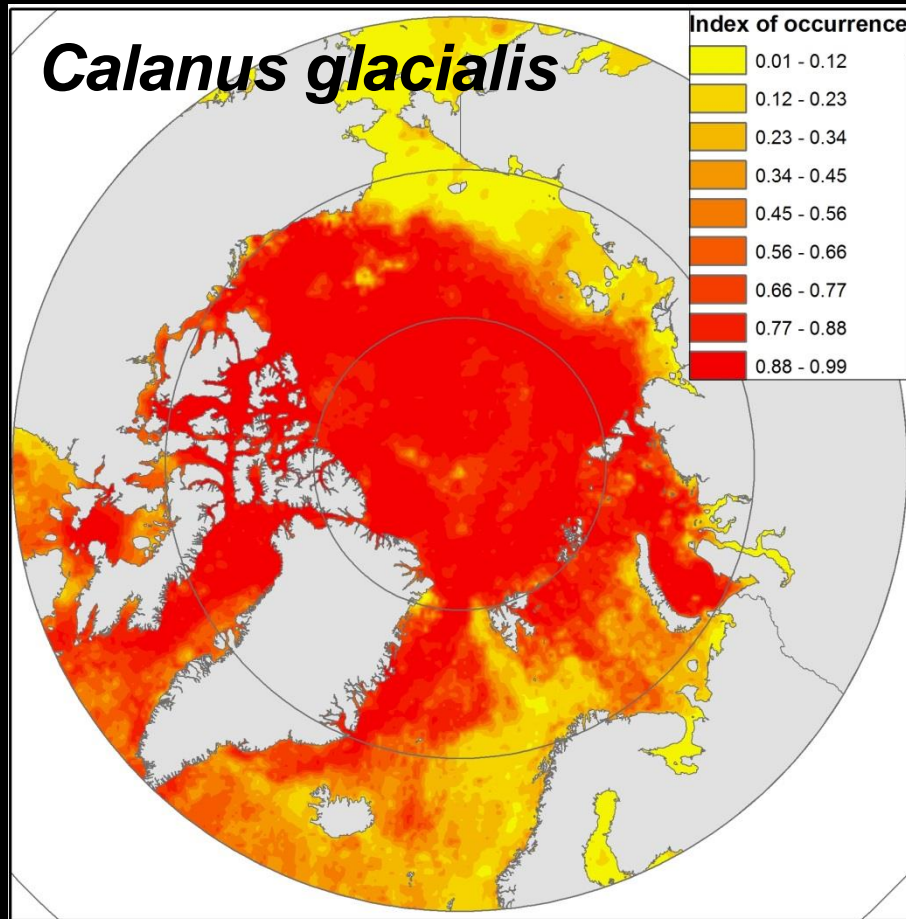 Calanus glacialis
Index of occurrence
0.01 - 0.12
0.12 - 0.23
0.23 - 0.34
0.34 - 0.45
0.45 - 0.56
0.56 - 0.66
0.66 - 0.77
0.77 - 0.88
0.88 - 0.99